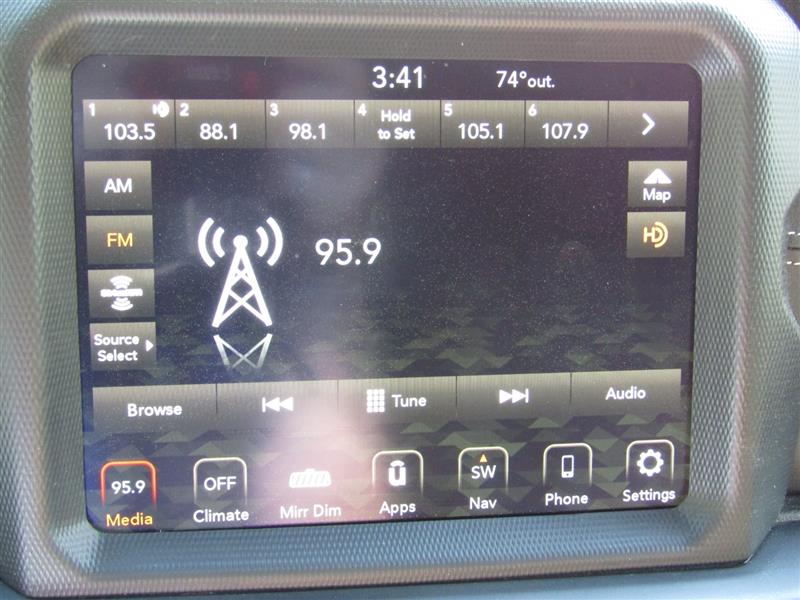 3:41 74°out.
1 103.5 HD
2 88.1
3 98.1
4 Hold
to Set
5 105.1
6 107.9
AM
Map
FM
HD
95.9
Source
Select
Browse Tune Audio
95.9 OFF SW
Media Climate Mirr Dim Apps Nav Phone Settings